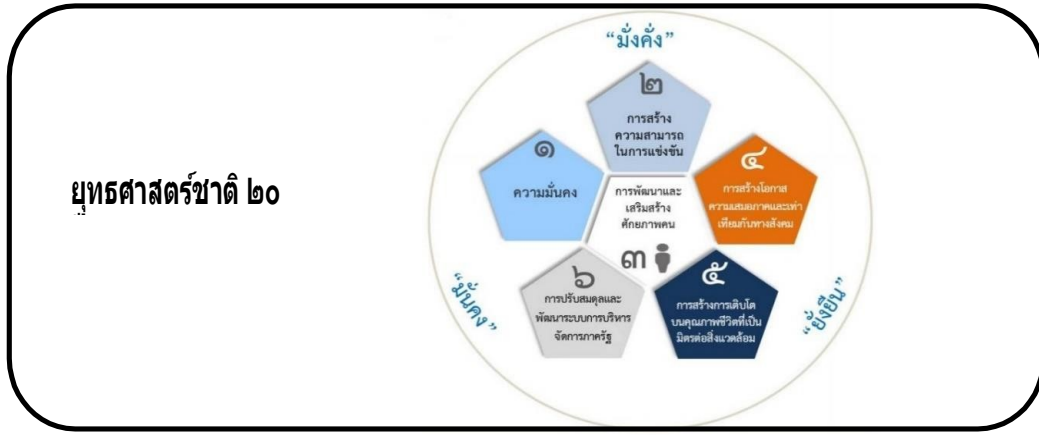 ยุทธศาสตร์ชาติ ๒๐
“มั่งคั่ง”
๒
การสร้าง
ความสามารถ
ในการแข่งขัน
๑
ความมั่นคง
๔
การสร้างโอกาส
ความเสมอภาคและเท่า
เทียมกันทางสังคม
การพัฒนาและ
เสริมสร้าง
ศักยภาพคน
๓
๖
การปรับสมดุลและ
พัฒนาระบบการบริหาร
จัดการภาครัฐ
๕
การสร้างการเติบโต
บนคุณภาพชีวิตที่เป็น
มิตรต่อสิ่งแวดล้อม
“มั่นคง”
“ยั่งยืน”